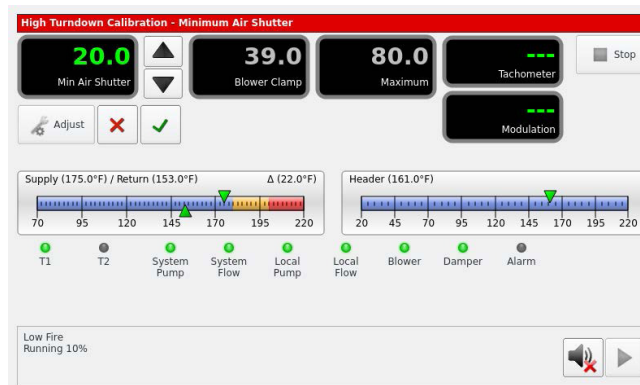 High Turndown Calibration - Minimum Air Shutter
20.0
Min Air Shutter
39.0
Blower Clamp
80.0
Maximum
---
Tachometer
Stop
---
Modulation
Adjust
Supply (175.0°F) / Return (153.0°F) Δ (22.0°F)
70 95 120 145 170 195 220
Header (161.0°F)
20 45 70 95 120 145 170 195 220
T1
T2
System
Pump
System
Flow
Local
Pump
Local
Flow
Blower
Damper
Alarm
Low Fire
Running 10%